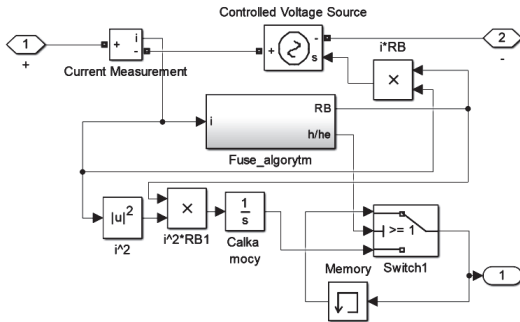 Controlled Voltage Source
1
+
+
i
-
Current Measurement
+
-
s
2
-
i*RB
×
i
RB
h/he
Fuse_algorytm
|u|²
i^2
×
i^2*RB1
1
s
Calka
mocy
>= 1
Switch1
Memory
1